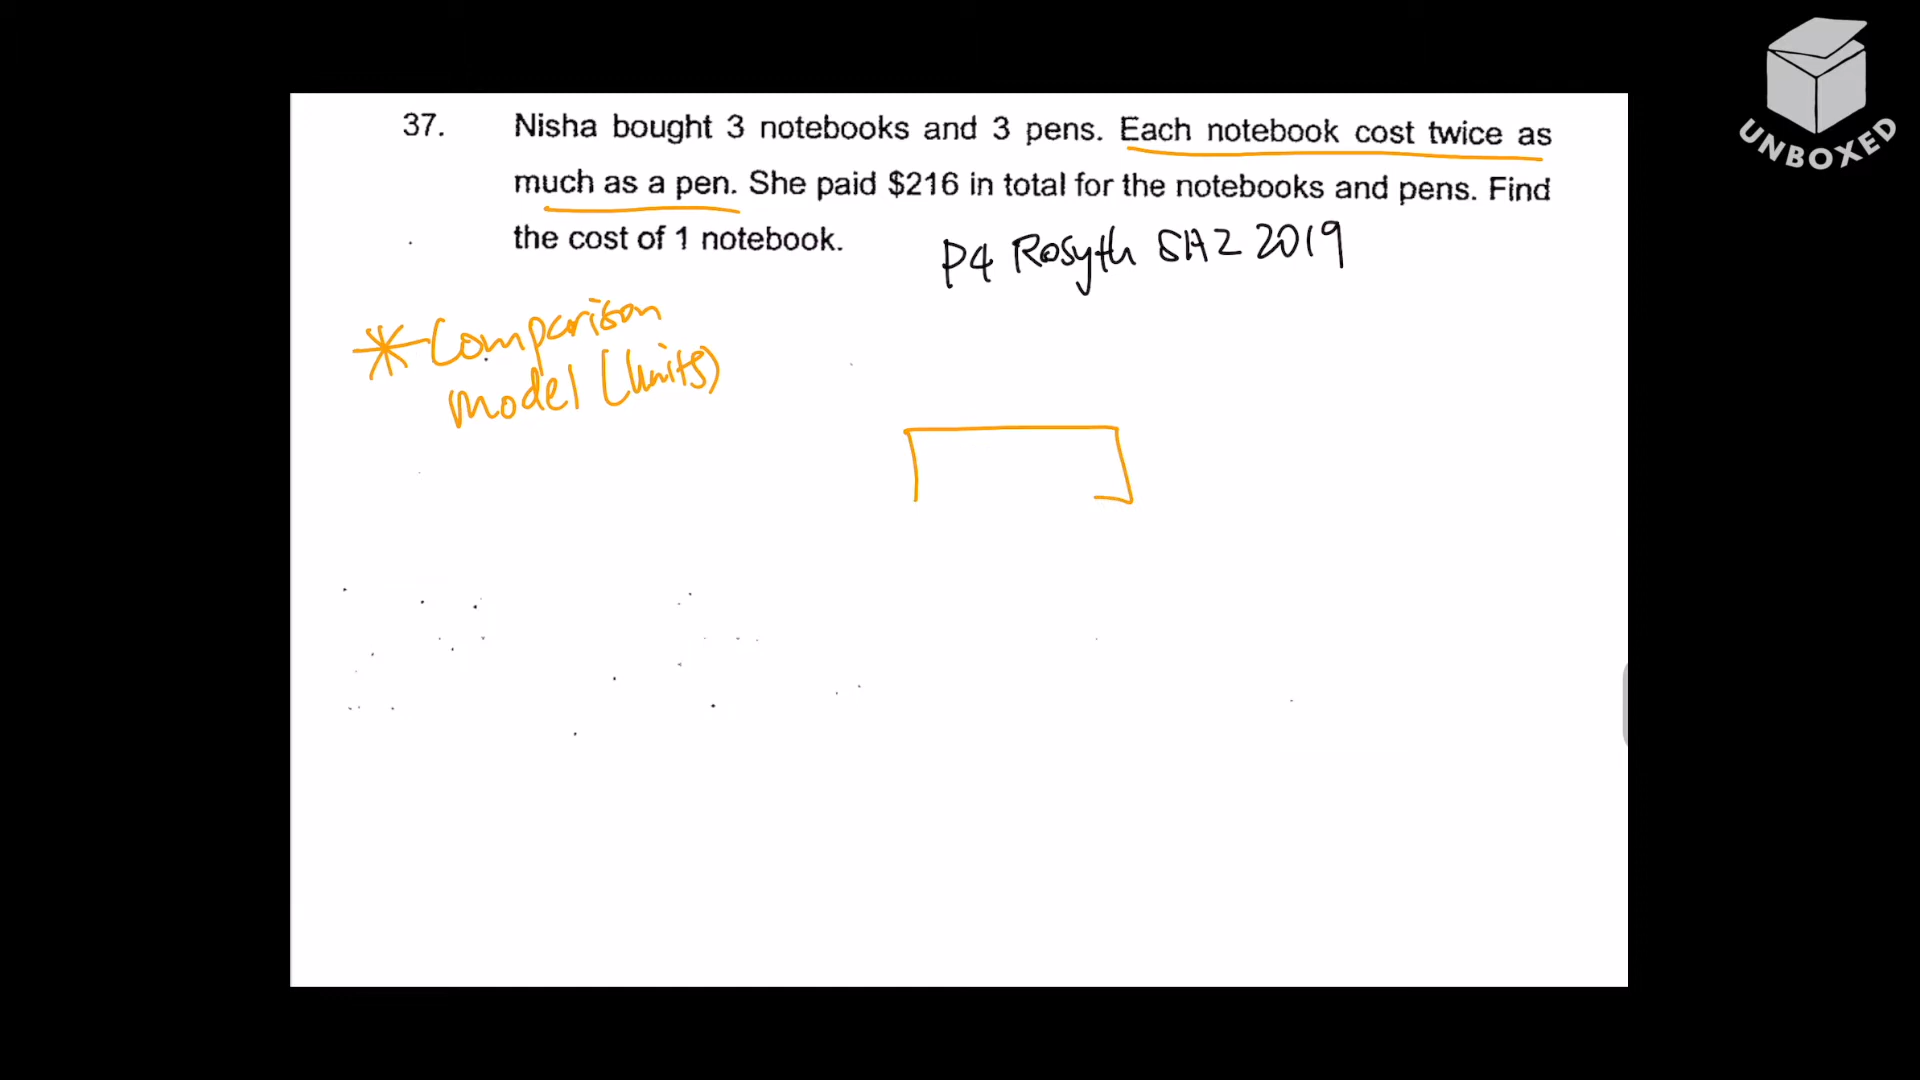 UNBOXED
37. Nisha bought 3 notebooks and 3 pens. Each notebook cost twice as
much as a pen. She paid $216 in total for the notebooks and pens. Find
the cost of 1 notebook.
P4 Rosyth SA2 2019
* Comparison
model (units)